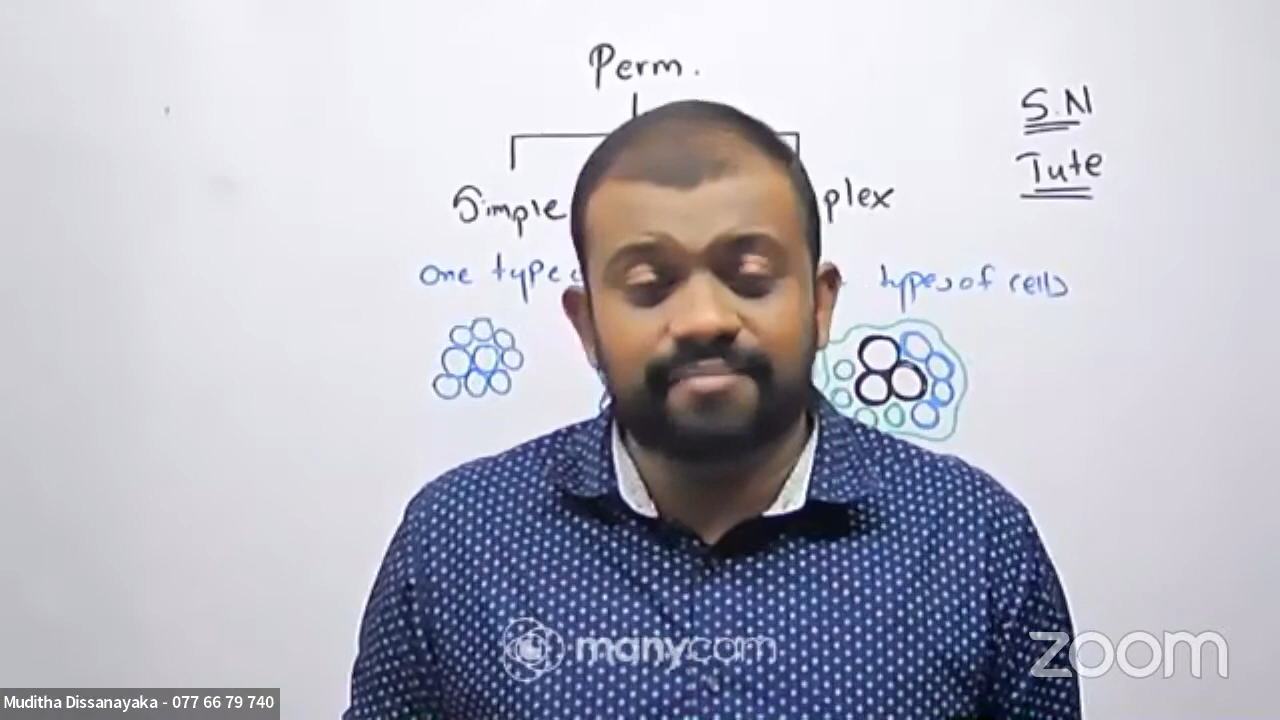 Perm.
S.N
Tute
Simple plex
one type types of cells
manycam
zoom
Muditha Dissanayaka - 077 66 79 740